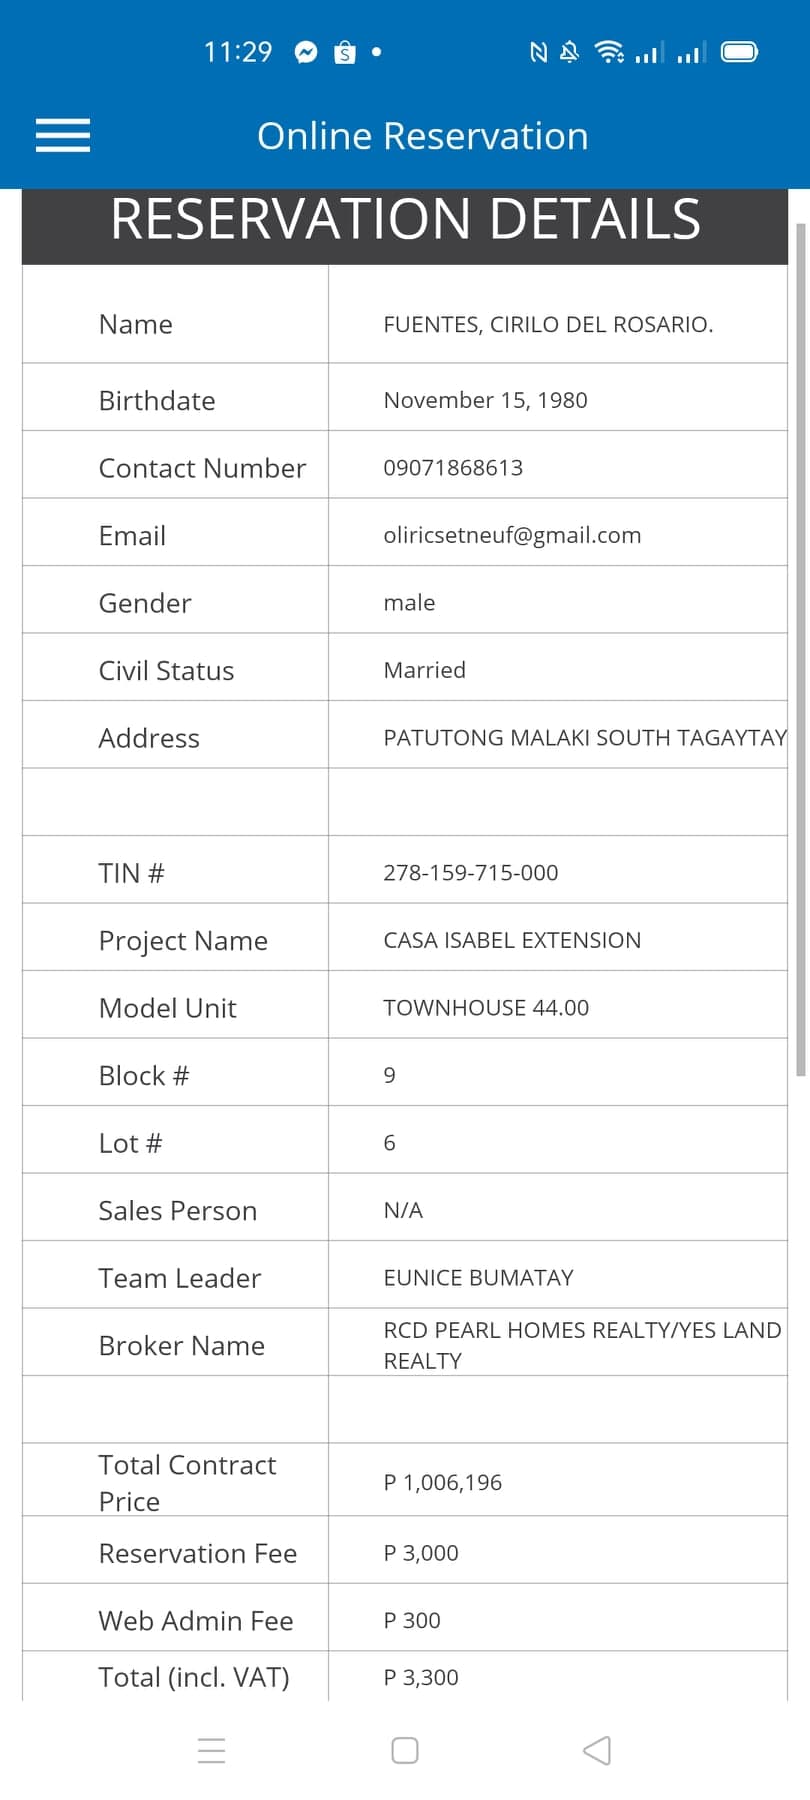 11:29
Online Reservation
RESERVATION DETAILS
Name FUENTES, CIRILO DEL ROSARIO.
Birthdate November 15, 1980
Contact Number 09071868613
Email oliricsetneuf@gmail.com
Gender male
Civil Status Married
Address PATUTONG MALAKI SOUTH TAGAYTAY
TIN # 278-159-715-000
Project Name CASA ISABEL EXTENSION
Model Unit TOWNHOUSE 44.00
Block # 9
Lot # 6
Sales Person N/A
Team Leader EUNICE BUMATAY
Broker Name RCD PEARL HOMES REALTY/YES LAND
REALTY
Total Contract
Price P 1,006,196
Reservation Fee P 3,000
Web Admin Fee P 300
Total (incl. VAT) P 3,300